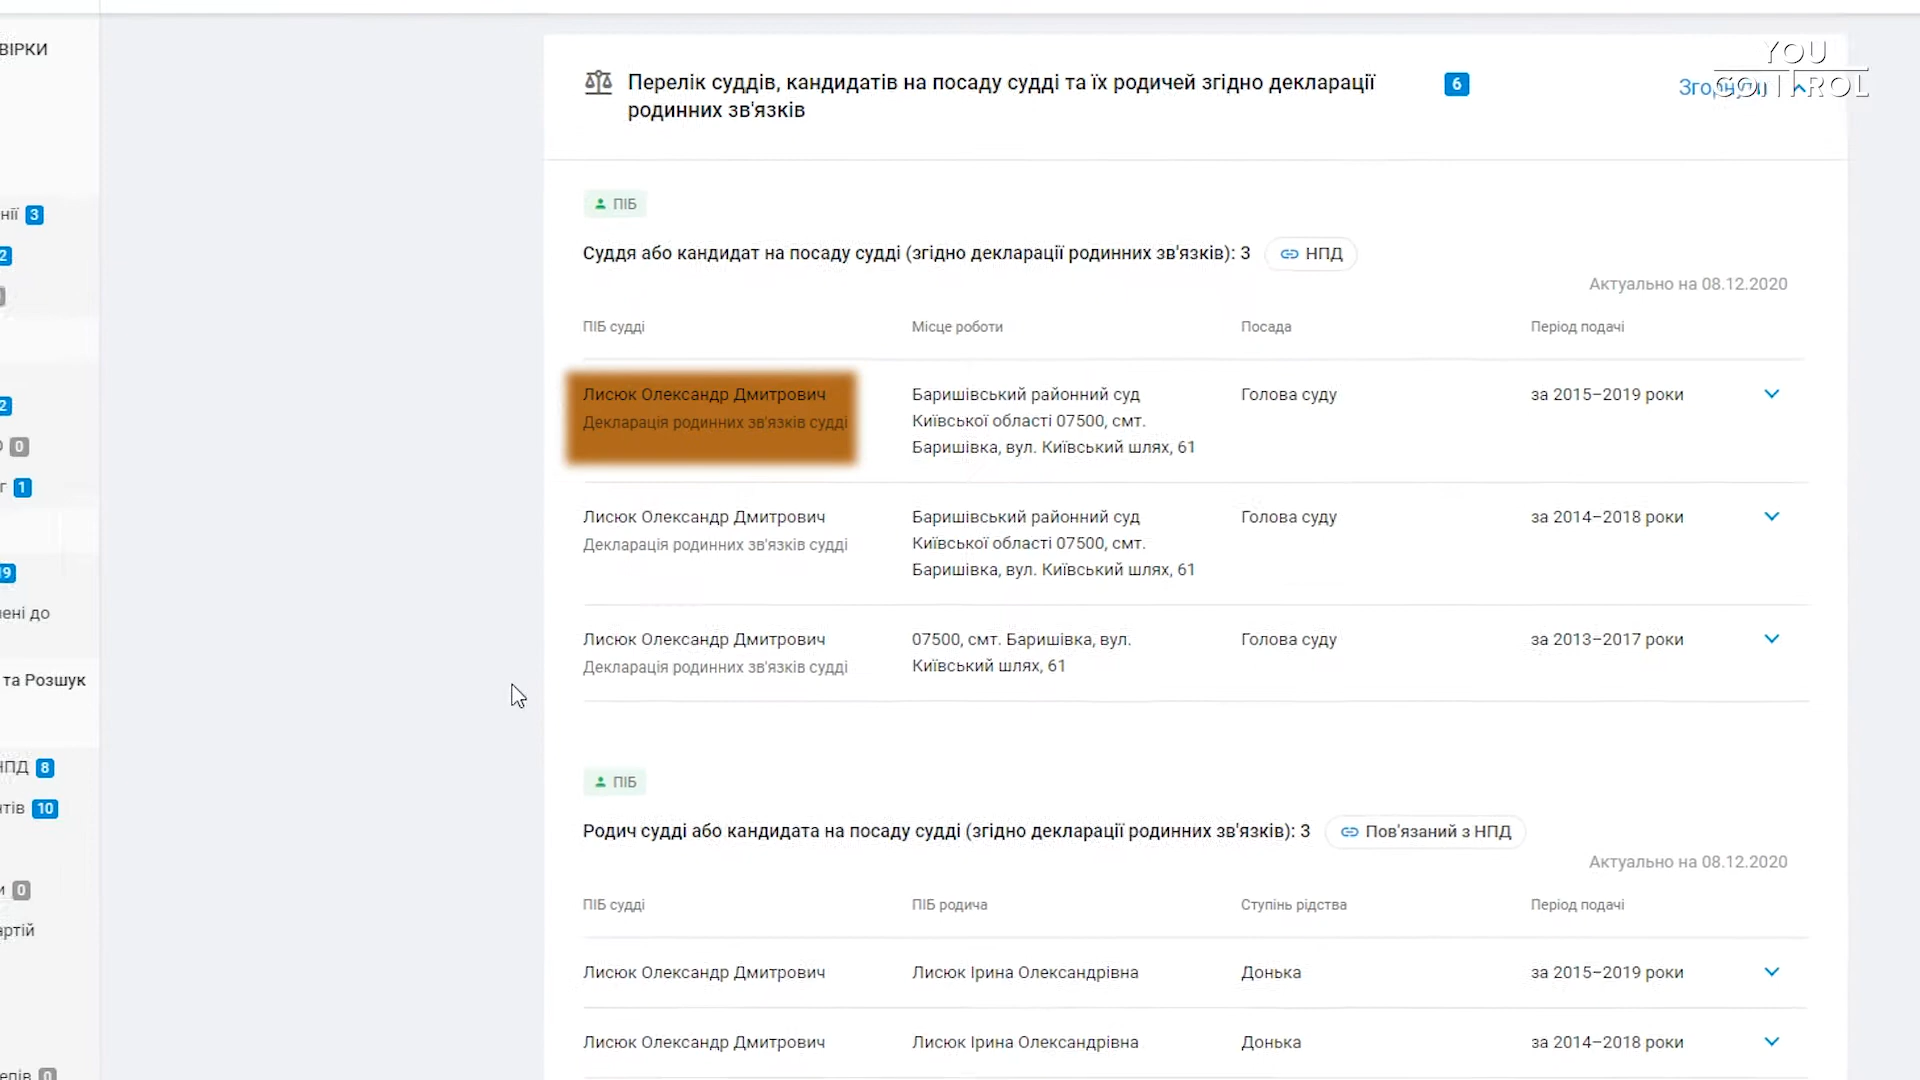 ВІРКИ
YOU
CONTROL
Перелік суддів, кандидатів на посаду судді та їх родичей згідно декларації
родинних зв'язків
6
нії 3
2
ПІБ
Суддя або кандидат на посаду судді (згідно декларації родинних зв'язків): 3 НПД
Актуально на 08.12.2020
ПІБ судді Місце роботи Посада Період подачі
Лисюк Олександр Дмитрович
Декларація родинних зв'язків судді
Баришівський районний суд
Київської області 07500, смт.
Баришівка, вул. Київський шлях, 61
Голова суду
за 2015–2019 роки
2
0
г 1
Лисюк Олександр Дмитрович
Декларація родинних зв'язків судді
Баришівський районний суд
Київської області 07500, смт.
Баришівка, вул. Київський шлях, 61
Голова суду
за 2014–2018 роки
9
ені до
Лисюк Олександр Дмитрович
Декларація родинних зв'язків судді
07500, смт. Баришівка, вул.
Київський шлях, 61
Голова суду
за 2013–2017 роки
та Розшук
НПД 8
тів 10
и 0
артій
0
ПІБ
Родич судді або кандидата на посаду судді (згідно декларації родинних зв'язків): 3 Пов'язаний з НПД
Актуально на 08.12.2020
ПІБ судді ПІБ родича Ступінь рідства Період подачі
Лисюк Олександр Дмитрович Лисюк Ірина Олександрівна Донька за 2015–2019 роки
Лисюк Олександр Дмитрович Лисюк Ірина Олександрівна Донька за 2014–2018 роки